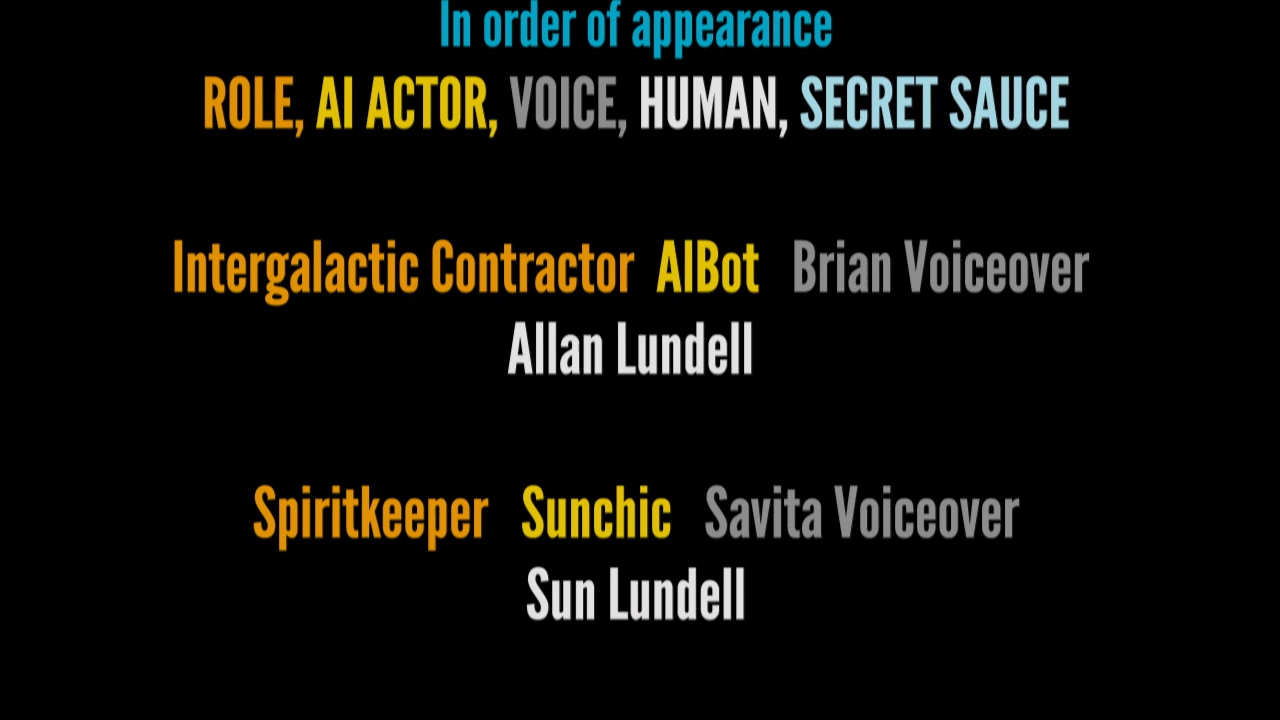 In order of appearance
ROLE, AI ACTOR, VOICE, HUMAN, SECRET SAUCE
Intergalactic Contractor AIBot Brian Voiceover
Allan Lundell
Spiritkeeper Sunchic Savita Voiceover
Sun Lundell